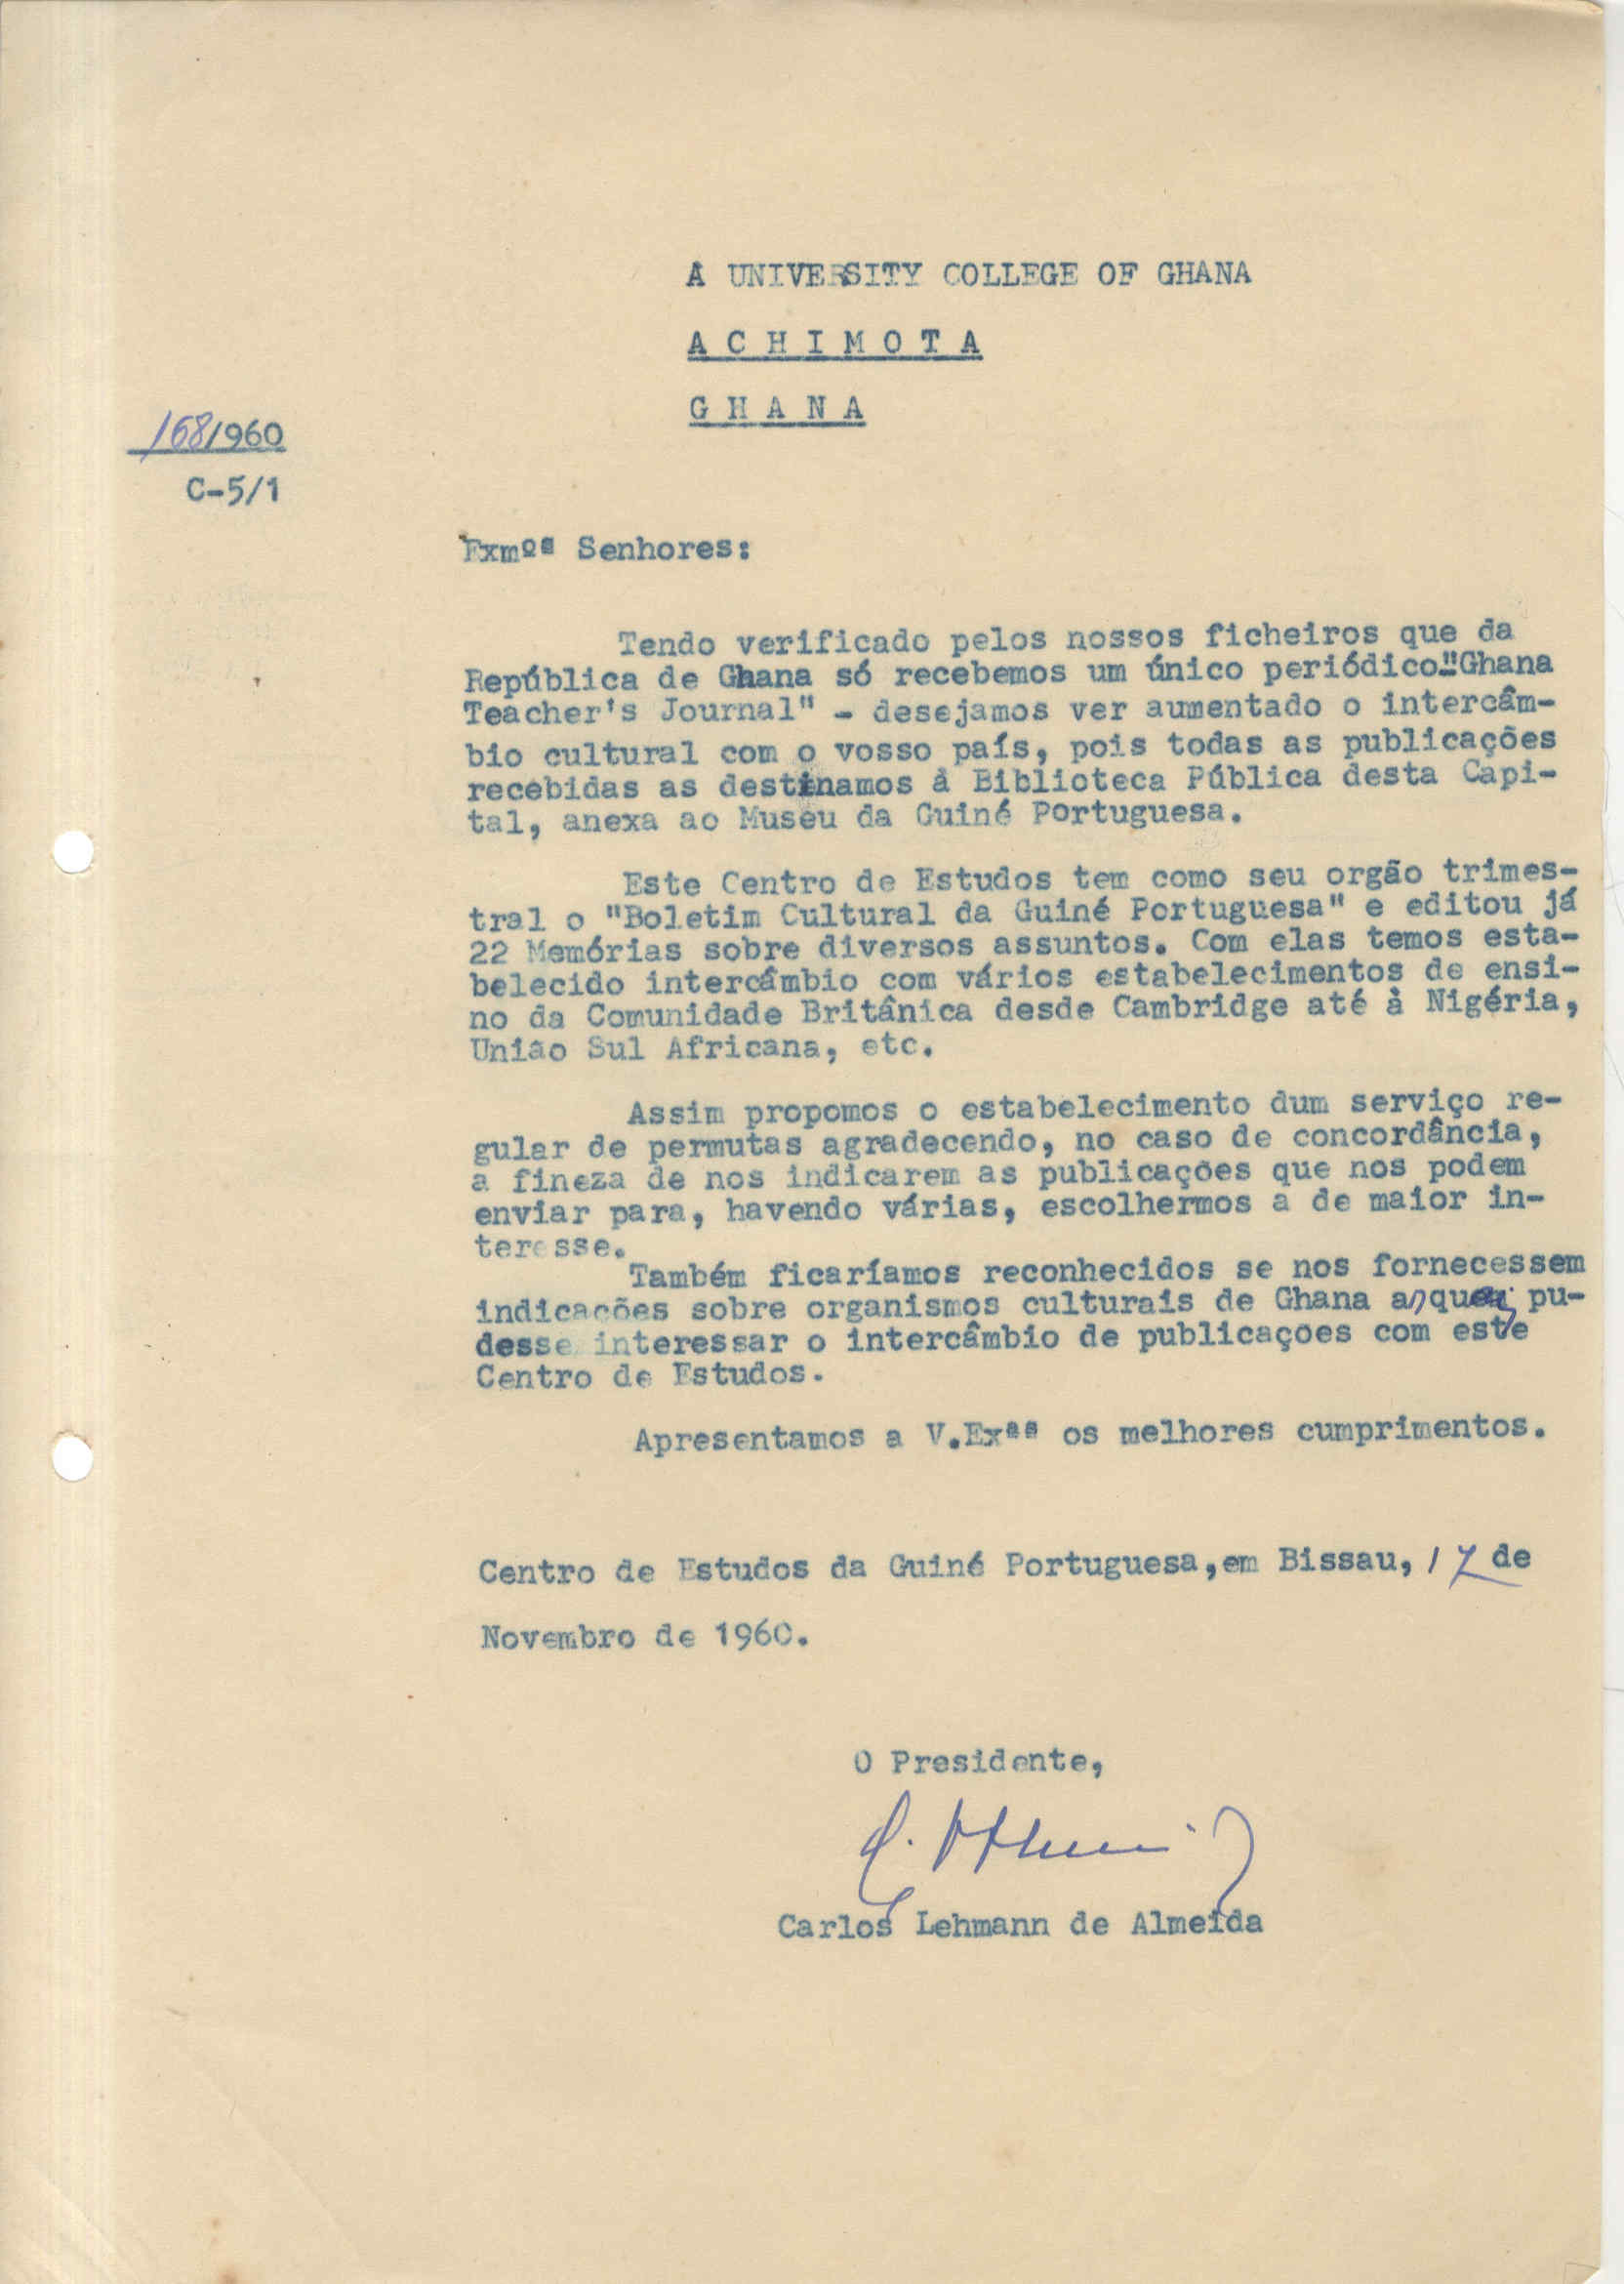 A UNIVERSITY COLLEGE OF GHANA
A C H I M O T A
G H A N A
168/960
C-5/1
Exmºs Senhores:
Tendo verificado pelos nossos ficheiros que da
República de Ghana só recebemos um único periódico-"Ghana
Teacher's Journal" - desejamos ver aumentado o intercâm-
bio cultural com o vosso país, pois todas as publicações
recebidas as destinamos à Biblioteca Pública desta Capi-
tal, anexa ao Museu da Guiné Portuguesa.
Este Centro de Estudos tem como seu orgão trimes-
tral o "Boletim Cultural da Guiné Portuguesa" e editou já
22 Memórias sobre diversos assuntos. Com elas temos esta-
belecido intercâmbio com vários estabelecimentos de ensi-
no da Comunidade Britânica desde Cambridge até à Nigéria,
União Sul Africana, etc.
Assim propomos o estabelecimento dum serviço re-
gular de permutas agradecendo, no caso de concordância,
a fineza de nos indicarem as publicações que nos podem
enviar para, havendo várias, escolhermos a de maior in-
teresse.
Também ficaríamos reconhecidos se nos fornecessem
indicações sobre organismos culturais de Ghana a quem pu-
desse interessar o intercâmbio de publicações com este
Centro de Estudos.
Apresentamos a V.Exªs os melhores cumprimentos.
Centro de Estudos da Guiné Portuguesa,em Bissau, 17 de
Novembro de 1960.
O Presidente,
Carlos Lehmann de Almeida